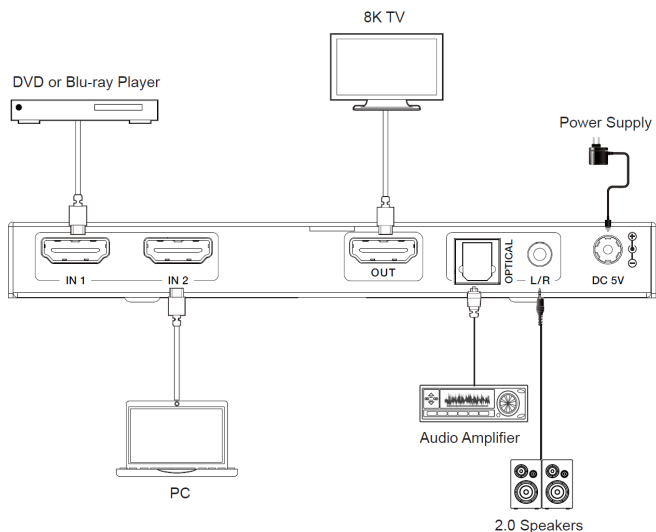 8K TV
DVD or Blu-ray Player
Power Supply
IN 1
IN 2
OUT
OPTICAL
L/R
DC 5V
Audio Amplifier
PC
2.0 Speakers